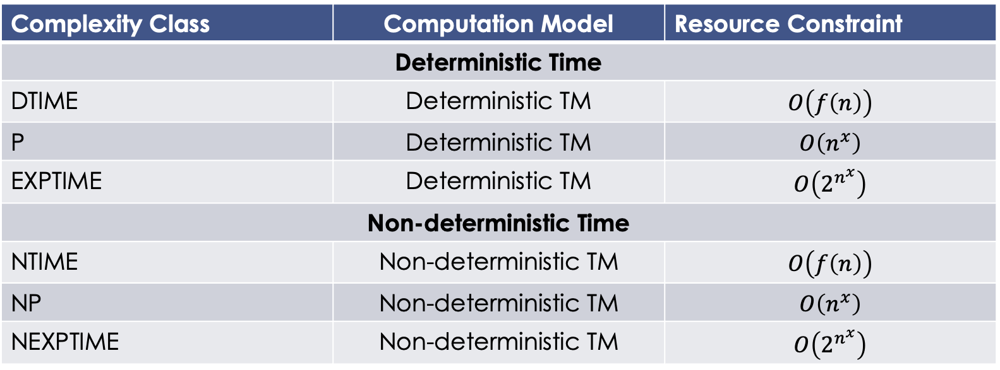 Complexity Class Computation Model Resource Constraint
Deterministic Time
DTIME Deterministic TM O(f(n))
P Deterministic TM O(n^x)
EXPTIME Deterministic TM O(2^{n^x})
Non-deterministic Time
NTIME Non-deterministic TM O(f(n))
NP Non-deterministic TM O(n^x)
NEXPTIME Non-deterministic TM O(2^{n^x})